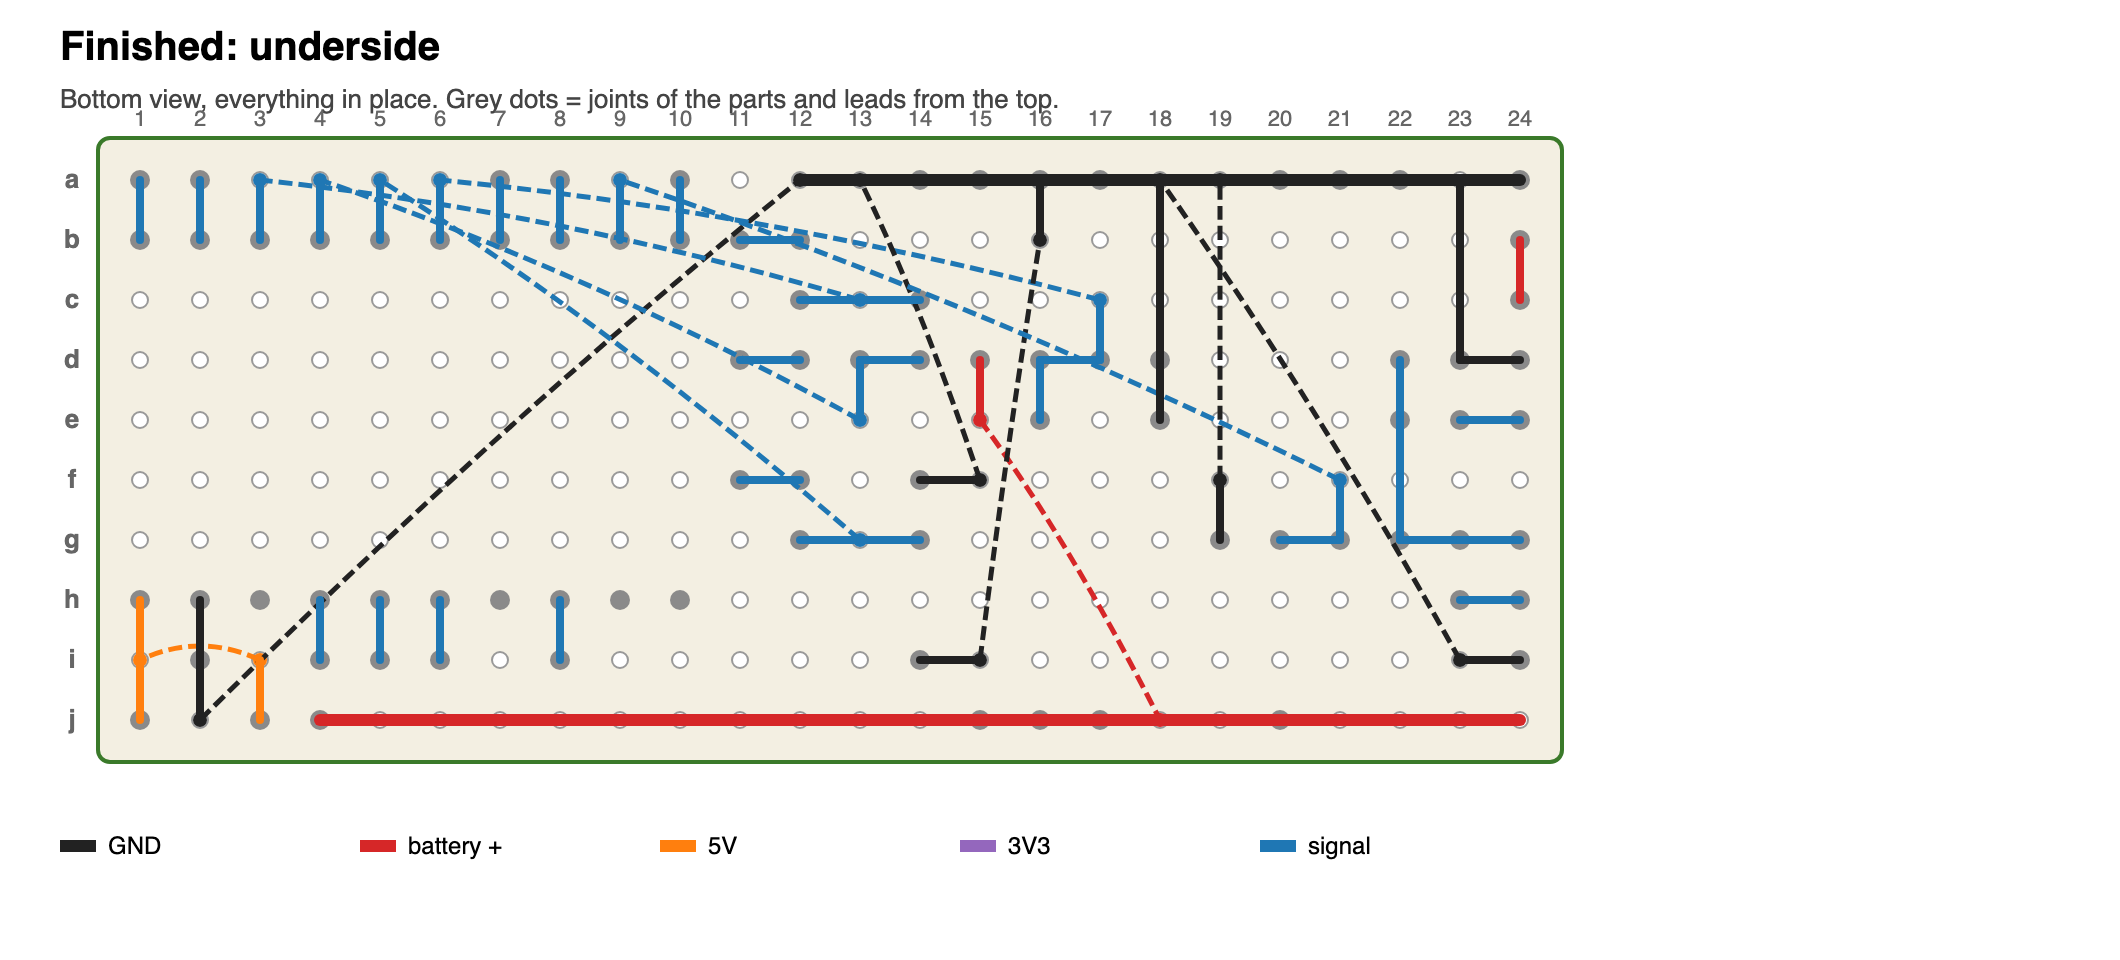 Finished: underside
Bottom view, everything in place. Grey dots = joints of the parts and leads from the top.
1 2 3 4 5 6 7 8 9 10 11 12 13 14 15 16 17 18 19 20 21 22 23 24
a
b
c
d
e
f
g
h
i
j
GND battery + 5V 3V3 signal